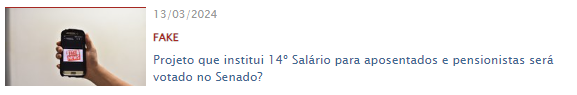 13/03/2024
FAKE
Projeto que institui 14º Salário para aposentados e pensionistas será
votado no Senado?